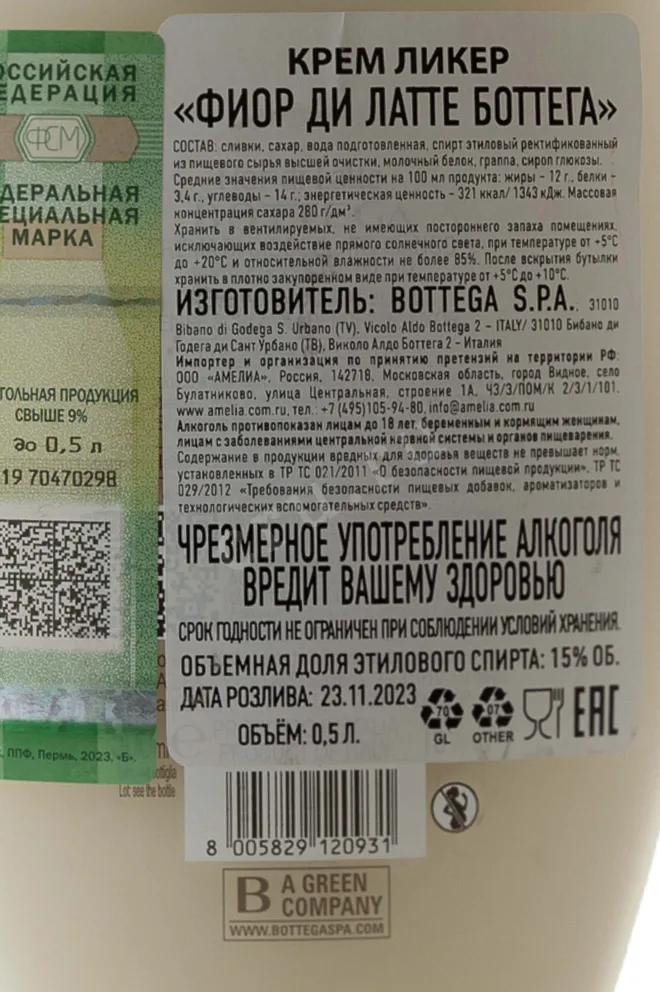 ОССИЙСКАЯ
ЕДЕРАЦИЯ
ФСМ
ДЕРАЛЬНАЯ
ПЕЦИАЛЬНАЯ
МАРКА
ГОЛЬНАЯ ПРОДУКЦИЯ
СВЫШЕ 9%
до 0,5 л
19 70470298
ППФ, Пермь, 2023, «Б».
КРЕМ ЛИКЕР
«ФИОР ДИ ЛАТТЕ БОТТЕГА»
СОСТАВ: сливки, сахар, вода подготовленная, спирт этиловый ректификованный
из пищевого сырья высшей очистки, молочный белок, граппа, сироп глюкозы.
Средние значения пищевой ценности на 100 мл продукта: жиры - 12 г., белки -
3,4 г., углеводы - 14 г.; энергетическая ценность - 321 ккал/ 1343 кДж. Массовая
концентрация сахара 280 г/дм³.
Хранить в вентилируемых, не имеющих постороннего запаха помещениях,
исключающих воздействие прямого солнечного света, при температуре от +5°С
до +20°С и относительной влажности не более 85%. После вскрытия бутылки
хранить в плотно закупоренном виде при температуре от +5°С до +10°С.
ИЗГОТОВИТЕЛЬ: BOTTEGA S.P.A. 31010
Bibano di Godega S. Urbano (TV), Vicolo Aldo Bottega 2 - ITALY/ 31010 Бибано ди
Годега ди Сант Урбано (ТВ), Виколо Алдо Боттега 2 - Италия
Импортер и организация по принятию претензий на территории РФ:
ООО «АМЕЛИА», Россия, 142718, Московская область, город Видное, село
Булатниково, улица Центральная, строение 1А, ЧЗ/3/ПОМ/К 2/3/1/101.
www.amelia.com.ru, тел.: +7 (495)105-94-80, info@amelia.com.ru
Алкоголь противопоказан лицам до 18 лет, беременным и кормящим женщинам,
лицам с заболеваниями центральной нервной системы и органов пищеварения.
Содержание в продукции вредных для здоровья веществ не превышает норм,
установленных в ТР ТС 021/2011 «О безопасности пищевой продукции», ТР ТС
029/2012 «Требования безопасности пищевых добавок, ароматизаторов и
технологических вспомогательных средств».
ЧРЕЗМЕРНОЕ УПОТРЕБЛЕНИЕ АЛКОГОЛЯ
ВРЕДИТ ВАШЕМУ ЗДОРОВЬЮ
СРОК ГОДНОСТИ НЕ ОГРАНИЧЕН ПРИ СОБЛЮДЕНИИ УСЛОВИЙ ХРАНЕНИЯ.
ОБЪЕМНАЯ ДОЛЯ ЭТИЛОВОГО СПИРТА: 15% ОБ.
ДАТА РОЗЛИВА: 23.11.2023
ОБЪЁМ: 0,5 Л.
70
GL
07
OTHER
EAC
Lot see the bottle
8 005829 120931
B A GREEN
COMPANY
WWW.BOTTEGASPA.COM